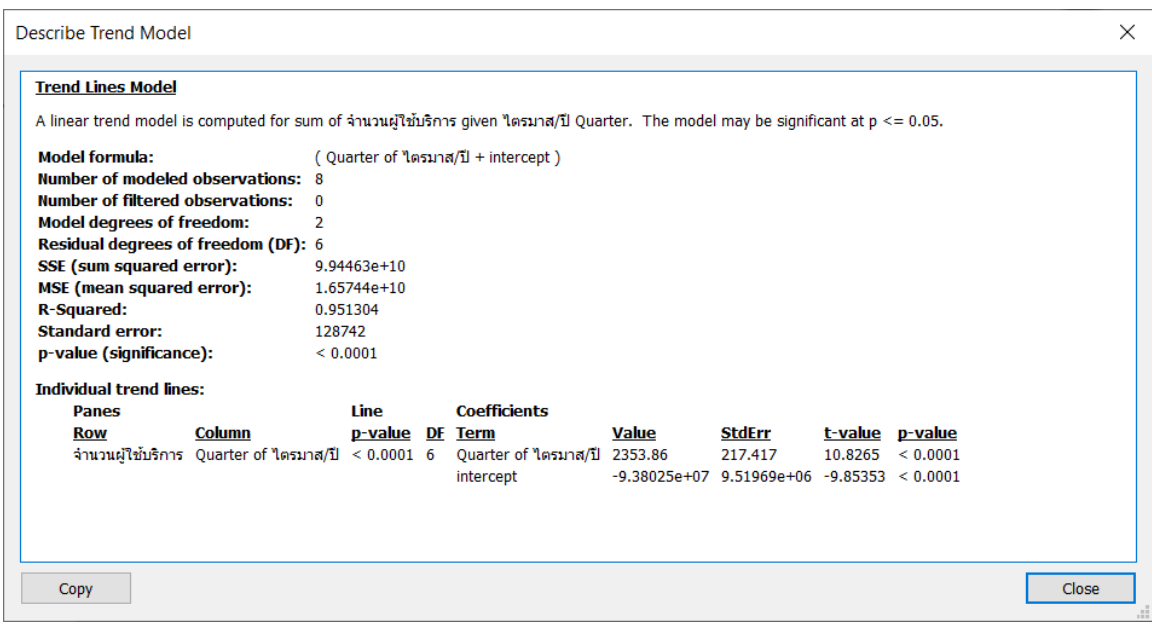 Describe Trend Model
Trend Lines Model
A linear trend model is computed for sum of จำนวนผู้ใช้บริการ given ไตรมาส/ปี Quarter.  The model may be significant at p <= 0.05.
Model formula: ( Quarter of ไตรมาส/ปี + intercept )
Number of modeled observations: 8
Number of filtered observations: 0
Model degrees of freedom: 2
Residual degrees of freedom (DF): 6
SSE (sum squared error): 9.94463e+10
MSE (mean squared error): 1.65744e+10
R-Squared: 0.951304
Standard error: 128742
p-value (significance): < 0.0001
Individual trend lines:
Panes Line Coefficients
Row Column p-value DF Term Value StdErr t-value p-value
จำนวนผู้ใช้บริการ Quarter of ไตรมาส/ปี < 0.0001 6 Quarter of ไตรมาส/ปี 2353.86 217.417 10.8265 < 0.0001
intercept -9.38025e+07 9.51969e+06 -9.85353 < 0.0001
Copy Close